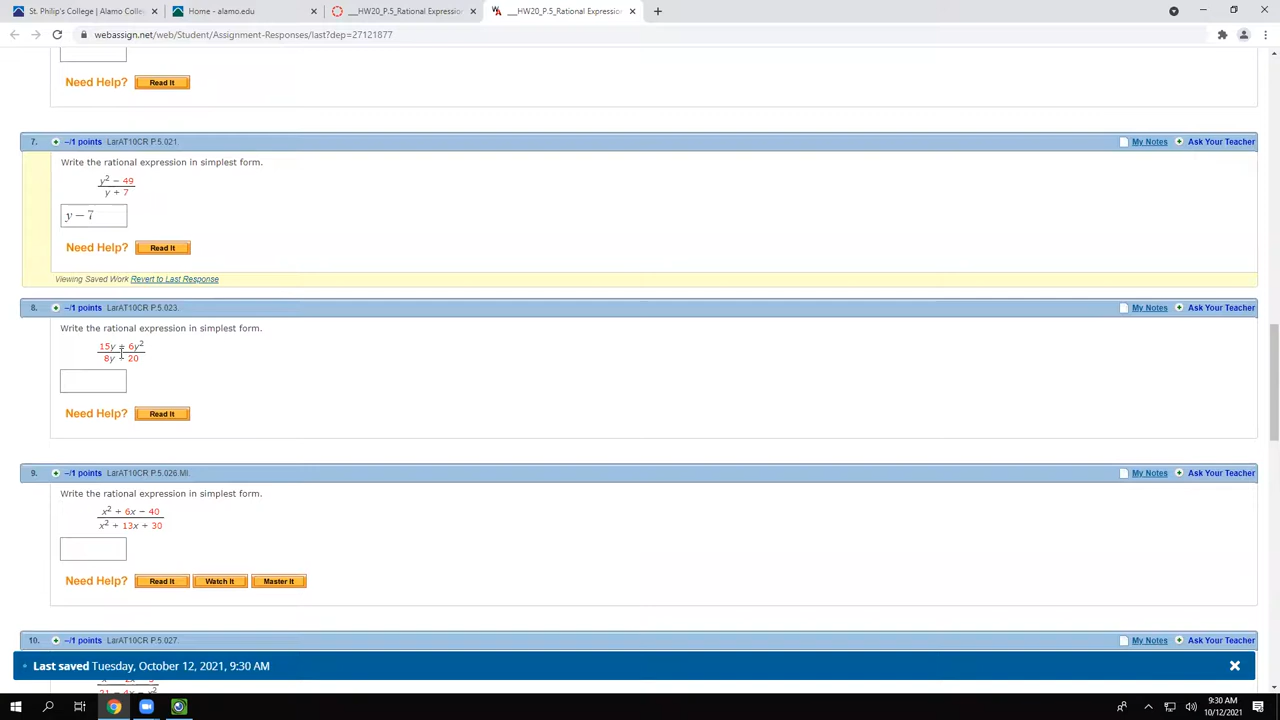 St. Philip's College | Alamo Colle
Home - alamo.edu
___HW20_P.5_Rational Expression
___HW20_P.5_Rational Expressio
webassign.net/web/Student/Assignment-Responses/last?dep=27121877
Need Help? Read It
7. –/1 points LarAT10CR P.5.021. My Notes Ask Your Teacher
Write the rational expression in simplest form.
y² − 49
y + 7
y − 7
Need Help? Read It
Viewing Saved Work Revert to Last Response
8. –/1 points LarAT10CR P.5.023. My Notes Ask Your Teacher
Write the rational expression in simplest form.
15y + 6y²
8y + 20
Need Help? Read It
9. –/1 points LarAT10CR P.5.026.MI. My Notes Ask Your Teacher
Write the rational expression in simplest form.
x² + 6x − 40
x² + 13x + 30
Need Help? Read It Watch It Master It
10. –/1 points LarAT10CR P.5.027. My Notes Ask Your Teacher
Last saved Tuesday, October 12, 2021, 9:30 AM
9:30 AM
10/12/2021